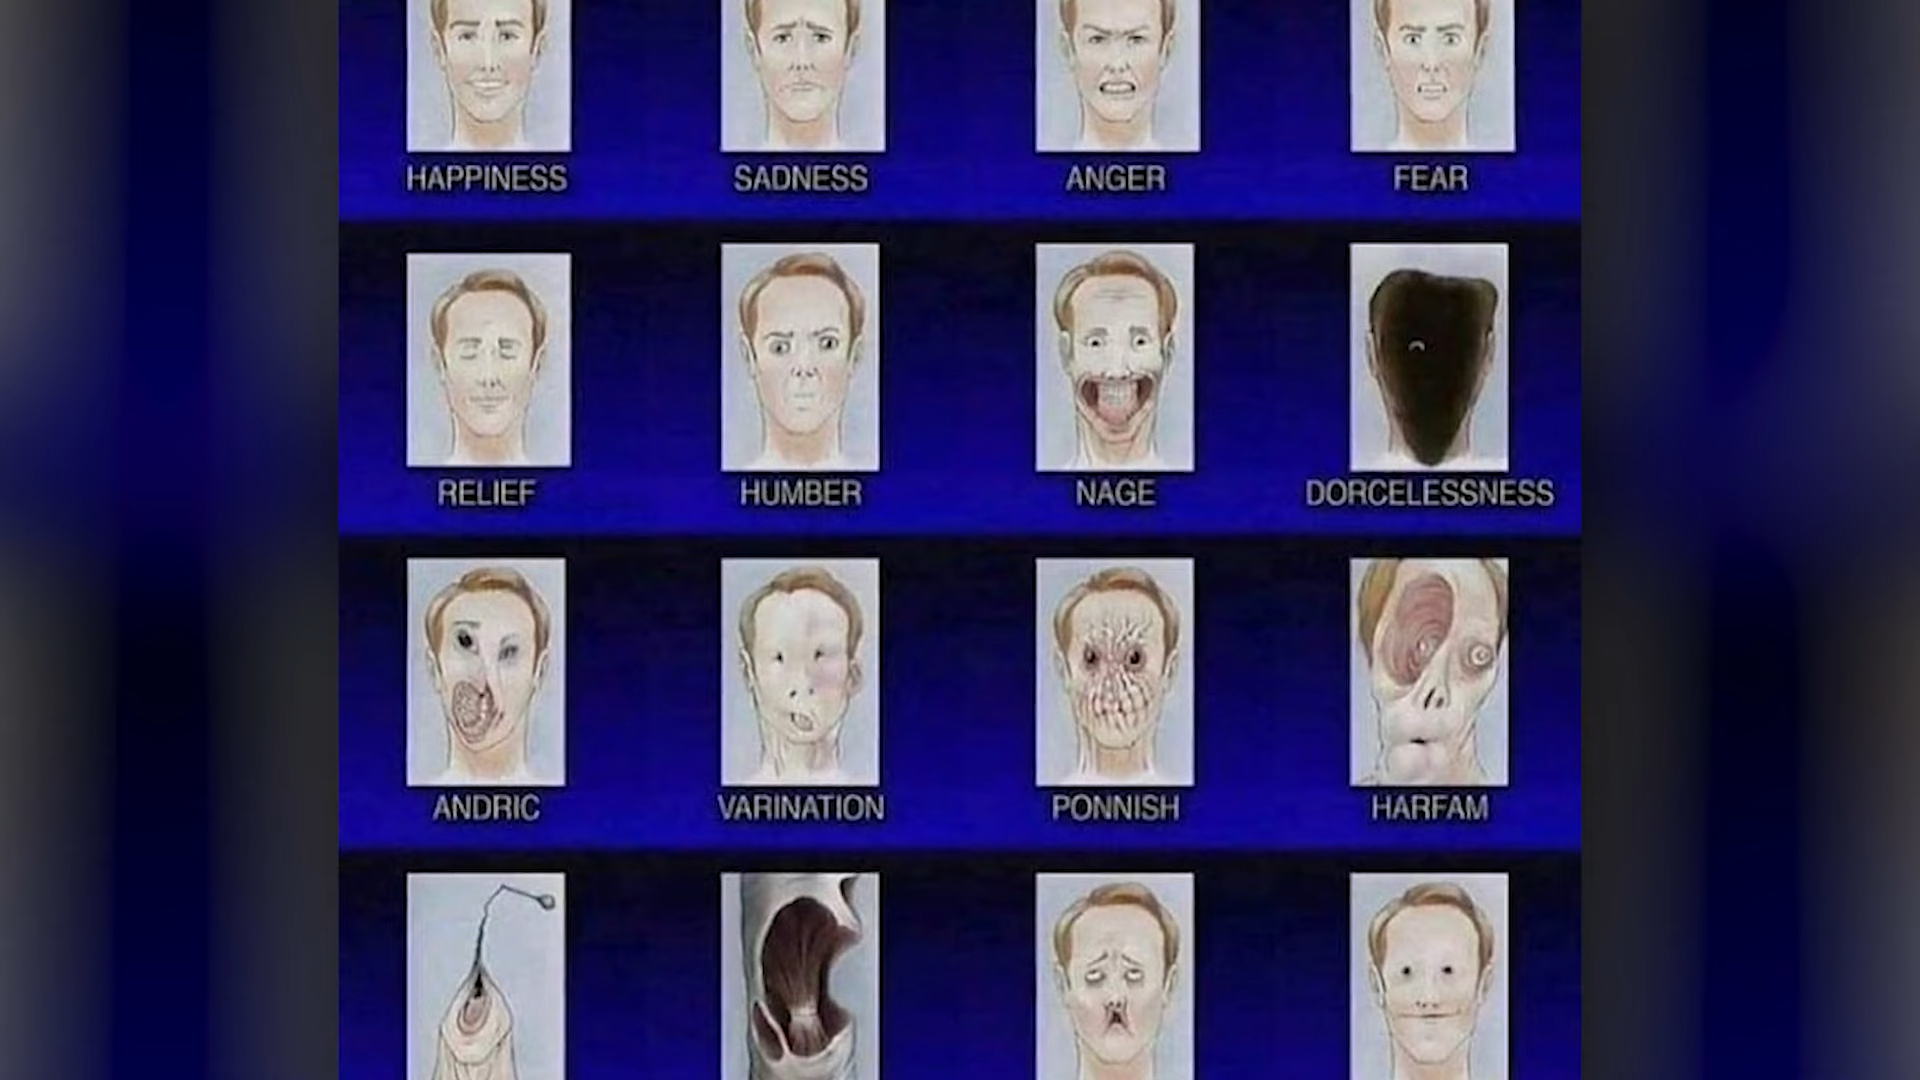 HAPPINESS
SADNESS
ANGER
FEAR
RELIEF
HUMBER
NAGE
DORCELESSNESS
ANDRIC
VARINATION
PONNISH
HARFAM